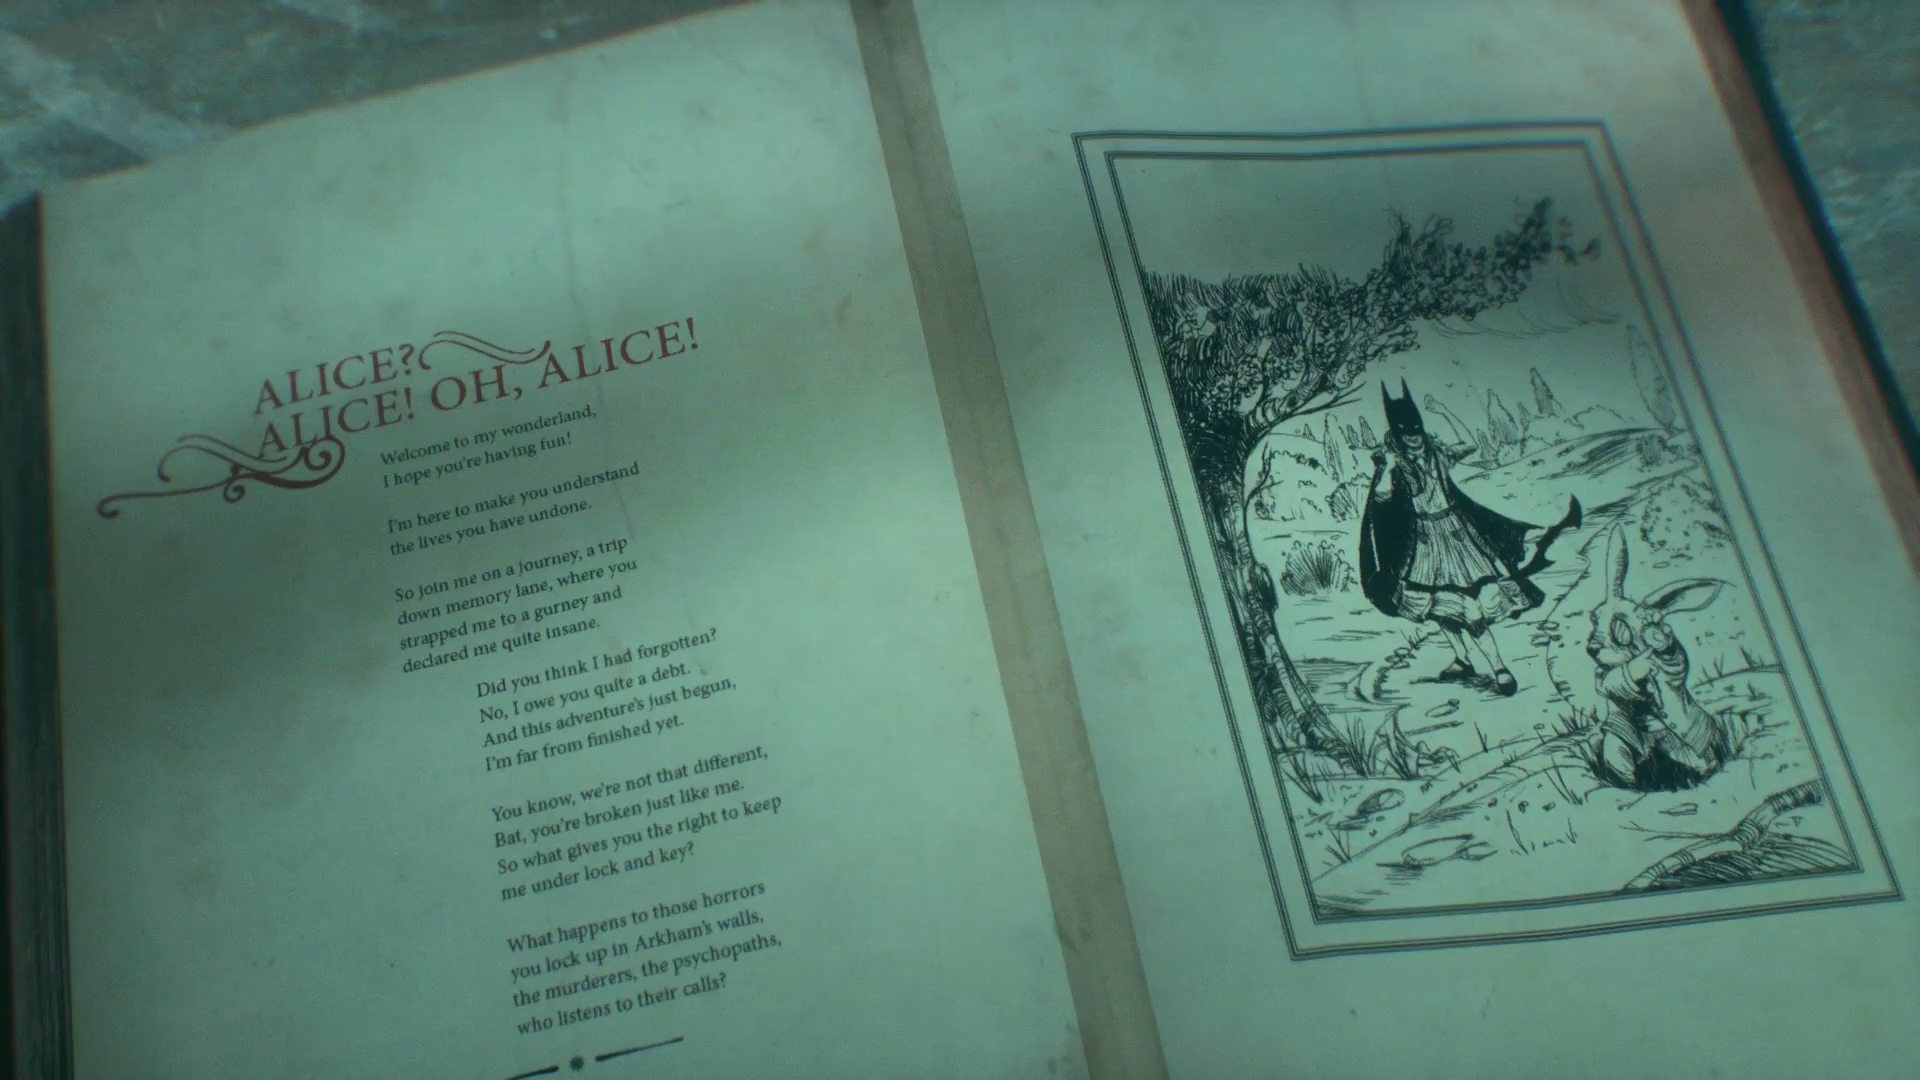 ALICE?
ALICE! OH, ALICE!
Welcome to my wonderland,
I hope you're having fun!
I'm here to make you understand
the lives you have undone.
So join me on a journey, a trip
down memory lane, where you
strapped me to a gurney and
declared me quite insane.
Did you think I had forgotten?
No, I owe you quite a debt.
And this adventure's just begun,
I'm far from finished yet.
You know, we're not that different,
Bat, you're broken just like me.
So what gives you the right to keep
me under lock and key?
What happens to those horrors
you lock up in Arkham's walls,
the murderers, the psychopaths,
who listens to their calls?